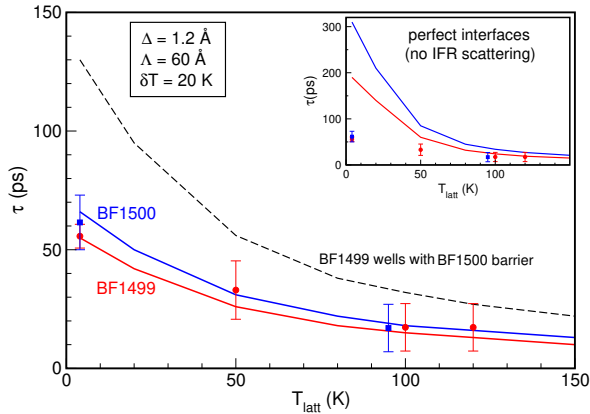 Δ = 1.2 Å
Λ = 60 Å
δT = 20 K
perfect interfaces
(no IFR scattering)
300
200
100
0
τ(ps)
0
50
100
T_latt (K)
150
100
50
0
τ (ps)
BF1500
BF1499
BF1499 wells with BF1500 barrier
0
50
100
150
T_latt (K)